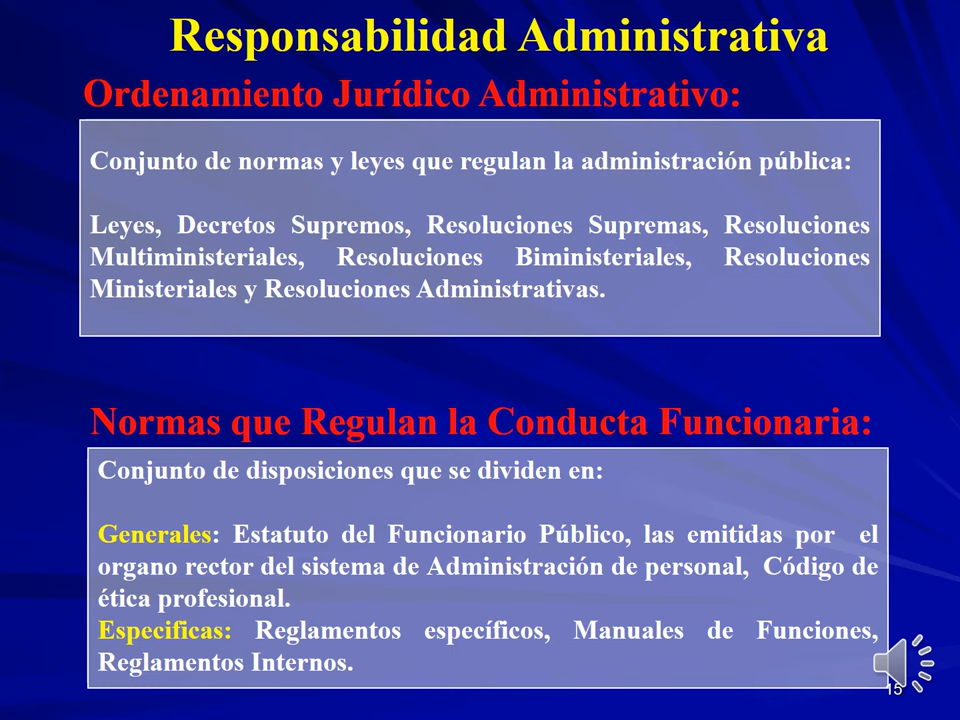 Responsabilidad Administrativa
Ordenamiento Jurídico Administrativo:
Conjunto de normas y leyes que regulan la administración pública:
Leyes, Decretos Supremos, Resoluciones Supremas, Resoluciones
Multiministeriales, Resoluciones Biministeriales, Resoluciones
Ministeriales y Resoluciones Administrativas.
Normas que Regulan la Conducta Funcionaria:
Conjunto de disposiciones que se dividen en:
Generales: Estatuto del Funcionario Público, las emitidas por el
organo rector del sistema de Administración de personal, Código de
ética profesional.
Especificas: Reglamentos específicos, Manuales de Funciones,
Reglamentos Internos.
15